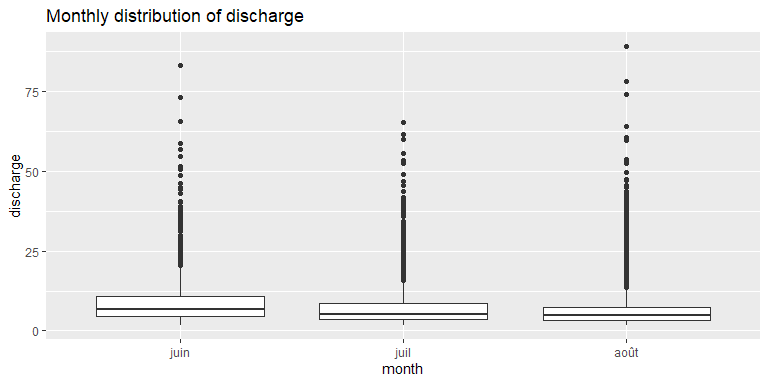 Monthly distribution of discharge
discharge
75
50
25
0
juin juil août
month